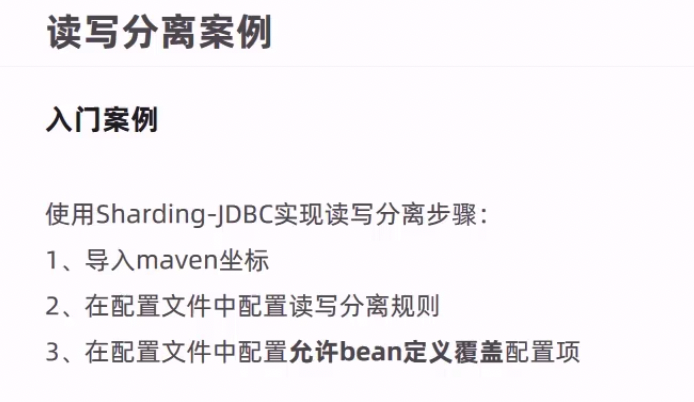 读写分离案例
入门案例
使用Sharding-JDBC实现读写分离步骤：
1、导入maven坐标
2、在配置文件中配置读写分离规则
3、在配置文件中配置允许bean定义覆盖配置项